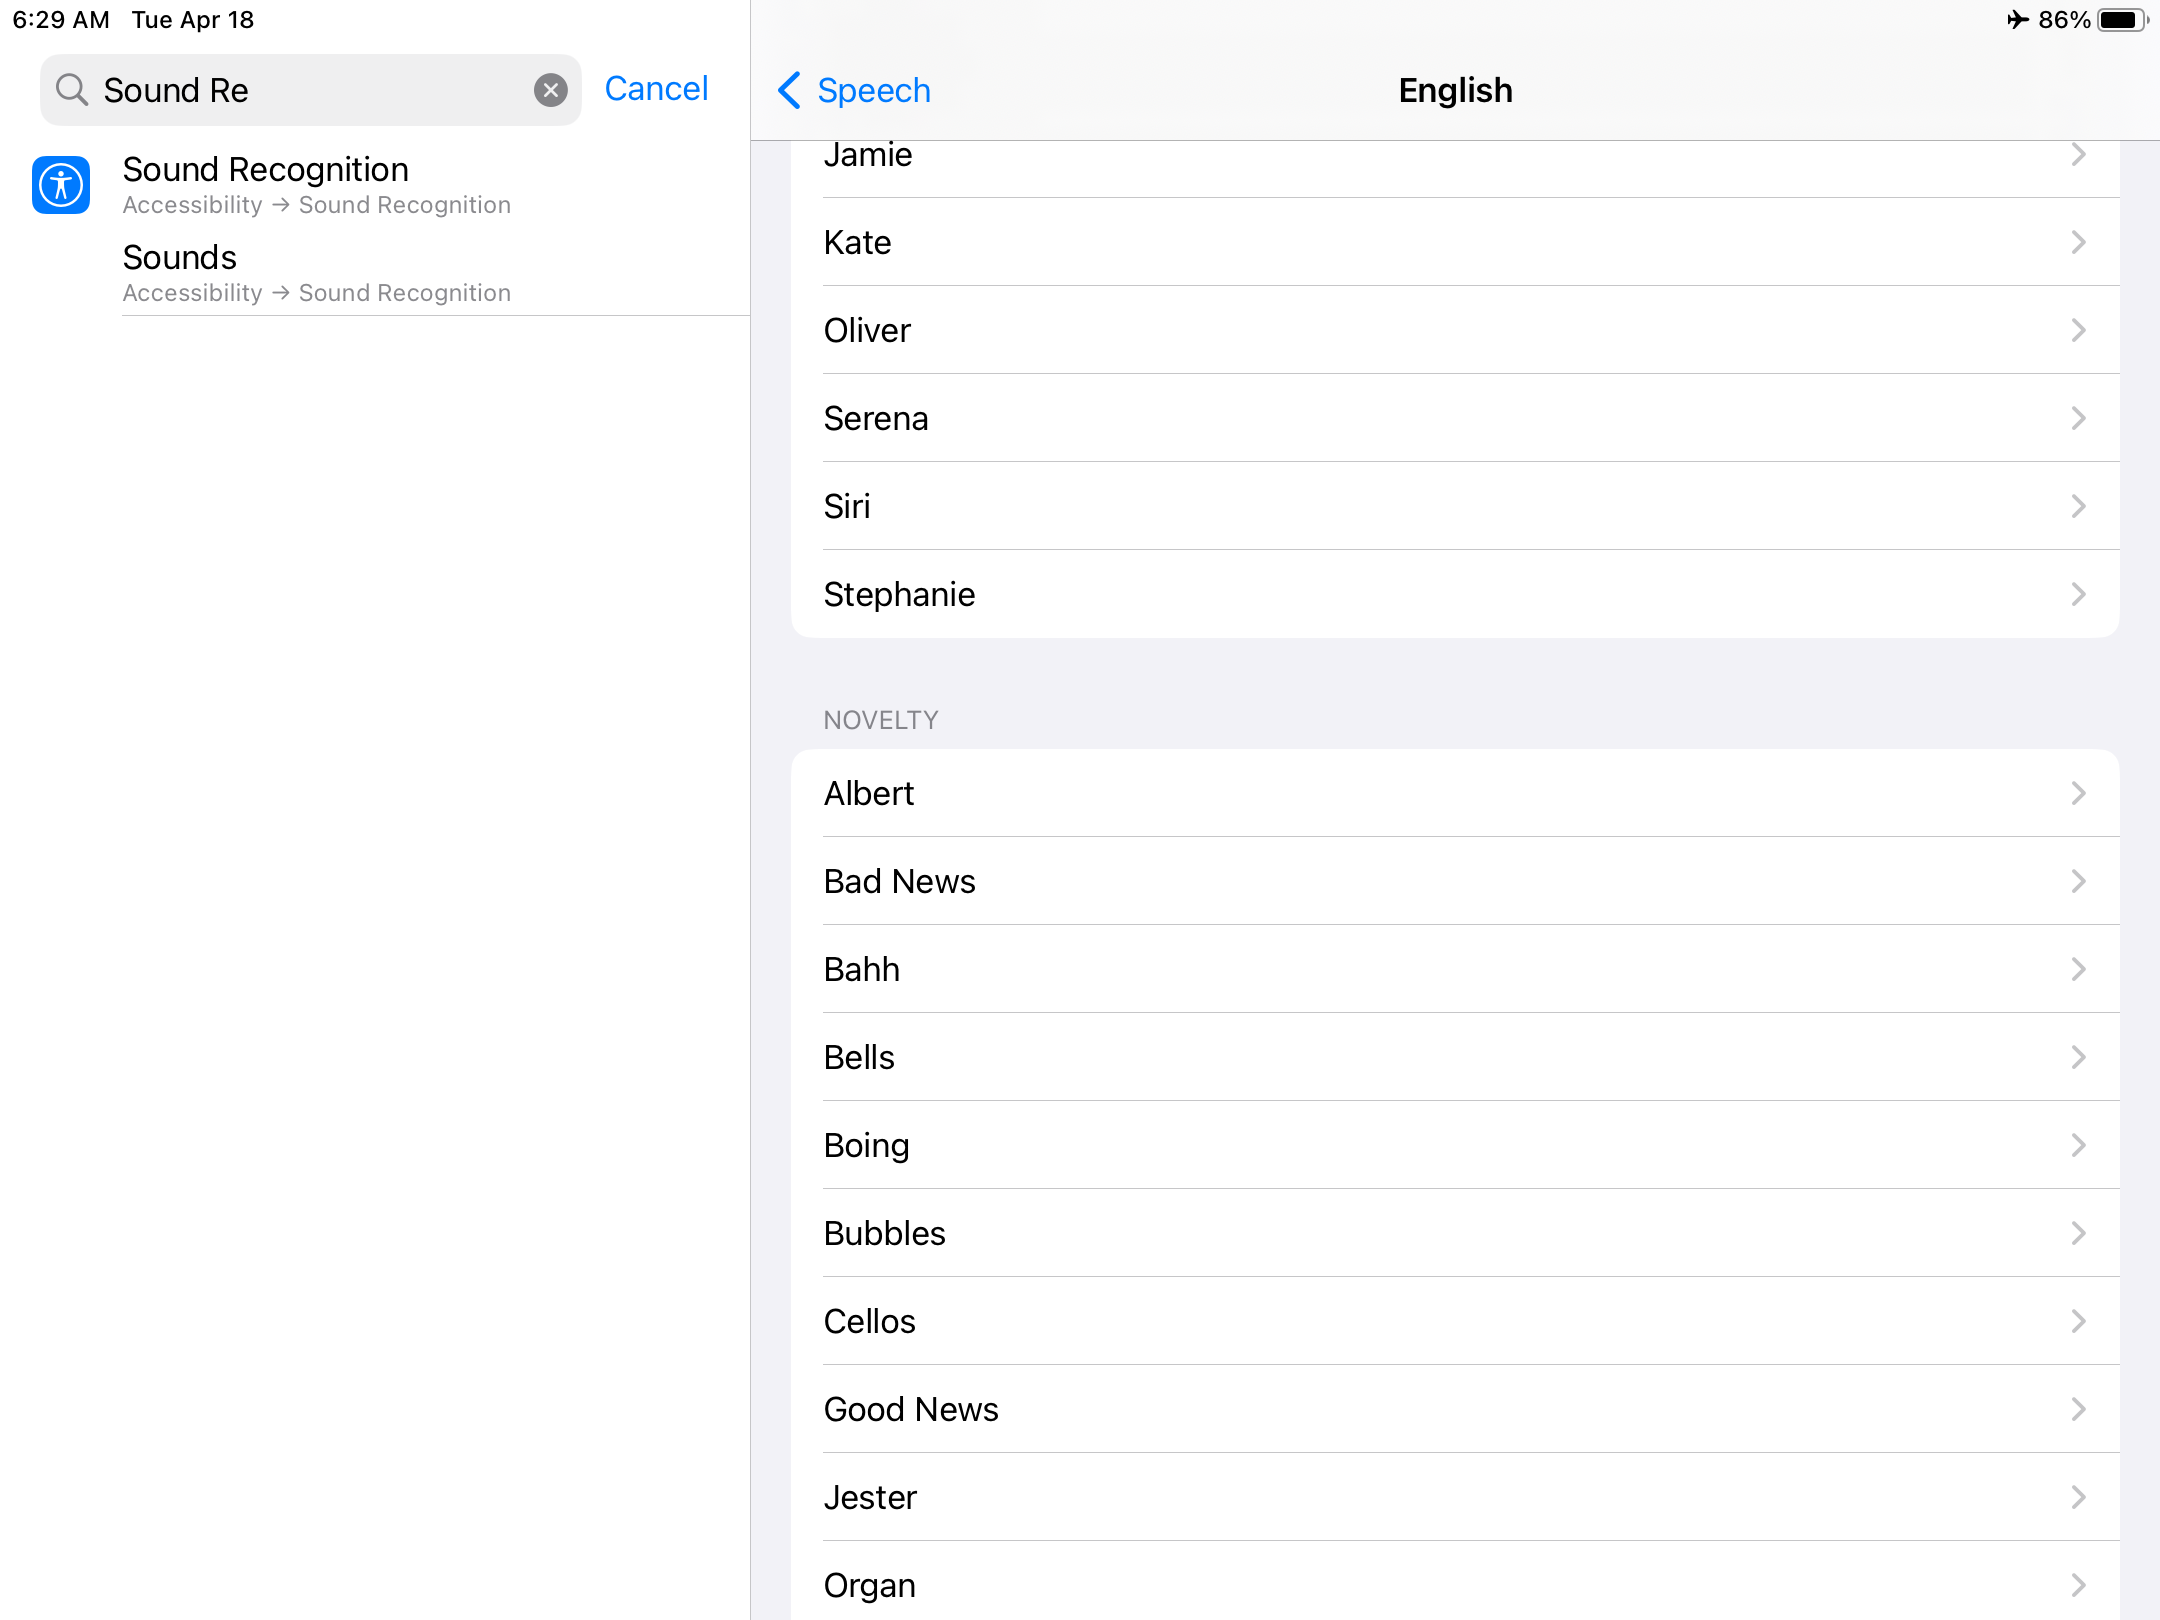 6:29 AM Tue Apr 18
86%
Sound Re
Cancel
Sound Recognition
Accessibility → Sound Recognition
Sounds
Accessibility → Sound Recognition
Speech
English
Jamie
Kate
Oliver
Serena
Siri
Stephanie
NOVELTY
Albert
Bad News
Bahh
Bells
Boing
Bubbles
Cellos
Good News
Jester
Organ